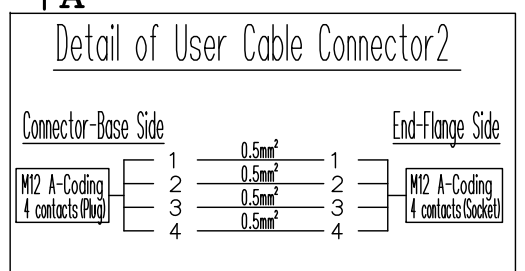 A
Detail of User Cable Connector2
Connector-Base Side
End-Flange Side
M12 A-Coding
4 contacts(Plug)
1 0.5mm² 1
2 0.5mm² 2
3 0.5mm² 3
4 0.5mm² 4
M12 A-Coding
4 contacts(Socket)